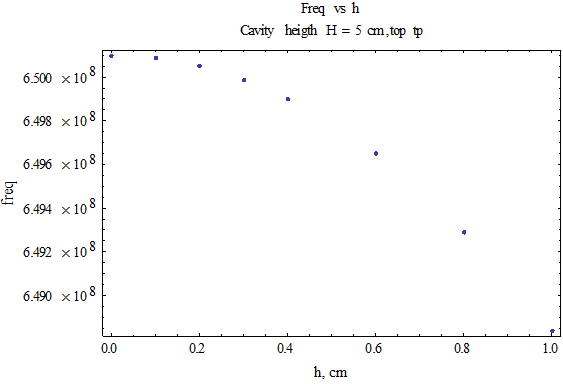 Freq vs h
Cavity heigth H = 5 cm,top tp
6.500 ×10^8
6.498 ×10^8
6.496 ×10^8
6.494 ×10^8
6.492 ×10^8
6.490 ×10^8
freq
0.0 0.2 0.4 0.6 0.8 1.0
h, cm